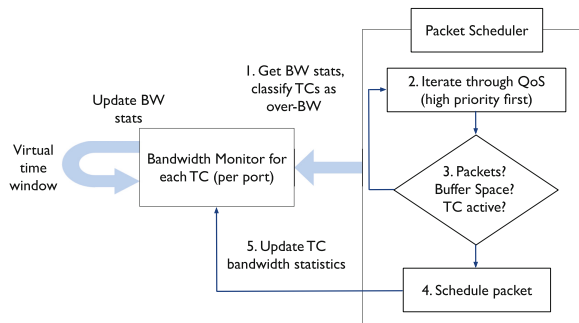 Packet Scheduler
1. Get BW stats,
classify TCs as
over-BW
2. Iterate through QoS
(high priority first)
Update BW
stats
Virtual
time
window
Bandwidth Monitor for
each TC (per port)
3. Packets?
Buffer Space?
TC active?
5. Update TC
bandwidth statistics
4. Schedule packet